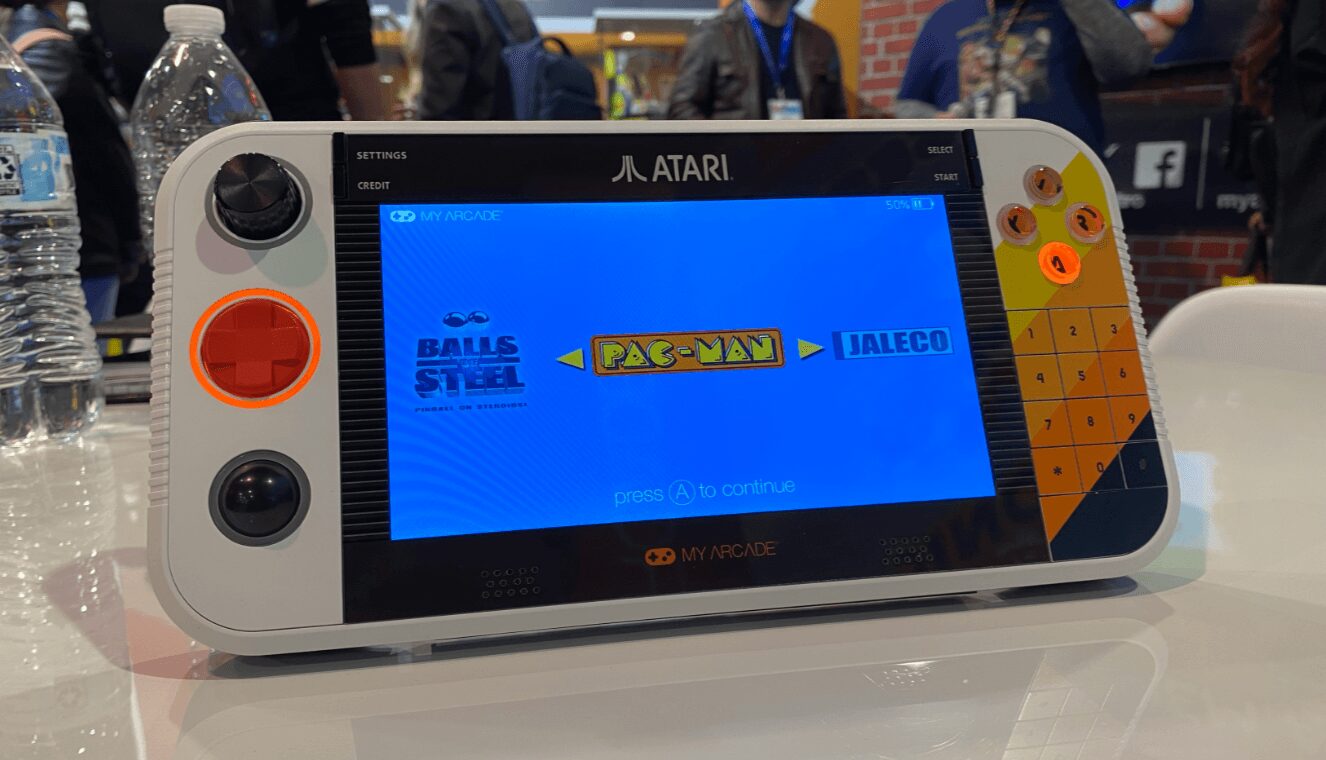 SETTINGS
CREDIT
ATARI
SELECT
START
MY ARCADE
50%
BALLS
STEEL
PINBALL ON STEROIDS!
PAC-MAN
JALECO
press A to continue
MY ARCADE
X
Y
A
1 2 3
4 5 6
7 8 9
* 0 #
f